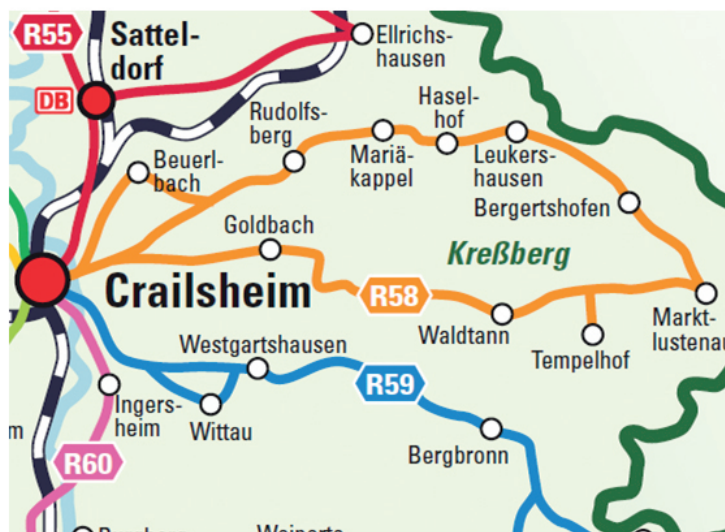 R55
Sattel-
dorf
DB
Ellrichs-
hausen
Rudolfs-
berg
Hasel-
hof
Beuerl-
bach
Mariä-
kappel
Leukers-
hausen
Bergertshofen
Goldbach
Kreßberg
Crailsheim
R58
Waldtann
Tempelhof
Markt-
lustenau
Westgartshausen
R59
Ingers-
heim
Wittau
Bergbronn
m
R60